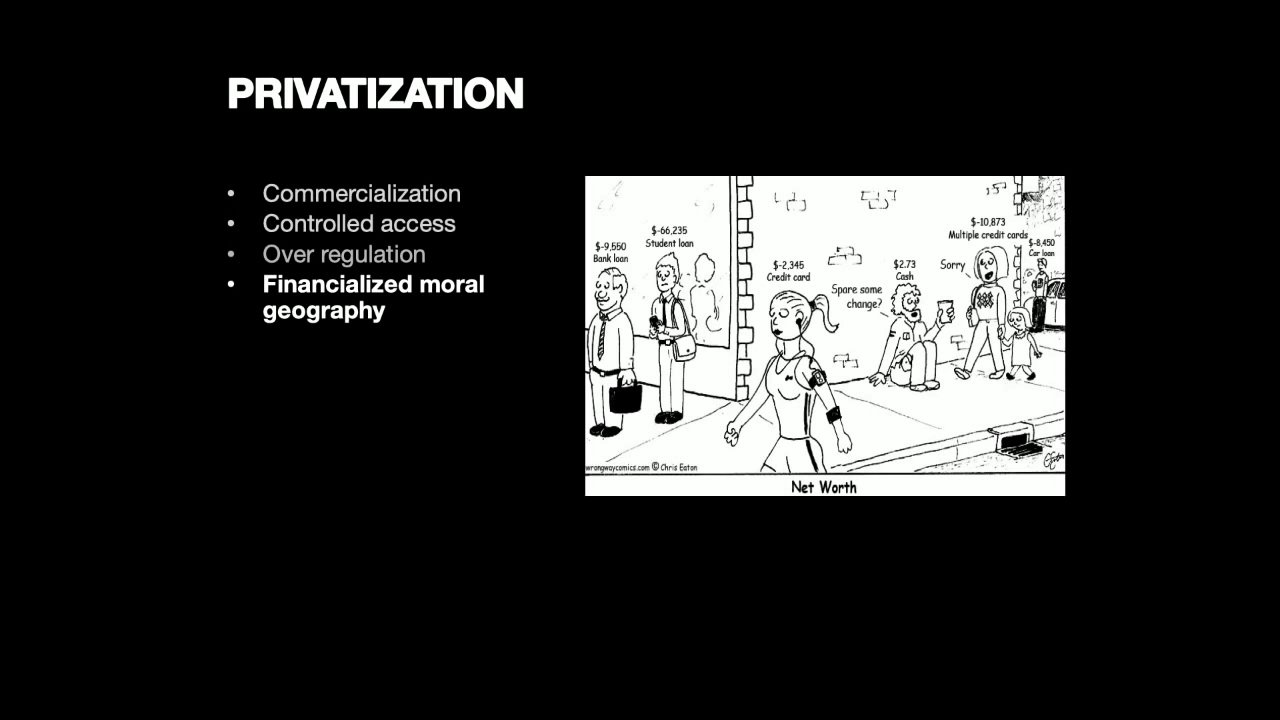 PRIVATIZATION
• Commercialization
• Controlled access
• Over regulation
• Financialized moral
geography
$-9,550
Bank loan
$-66,235
Student loan
$-2,345
Credit card
Spare some
change?
$2.73
Cash
Sorry
$-10,873
Multiple credit cards
$-8,450
Car loan
wrongwaycomics.com © Chris Eaton
Net Worth